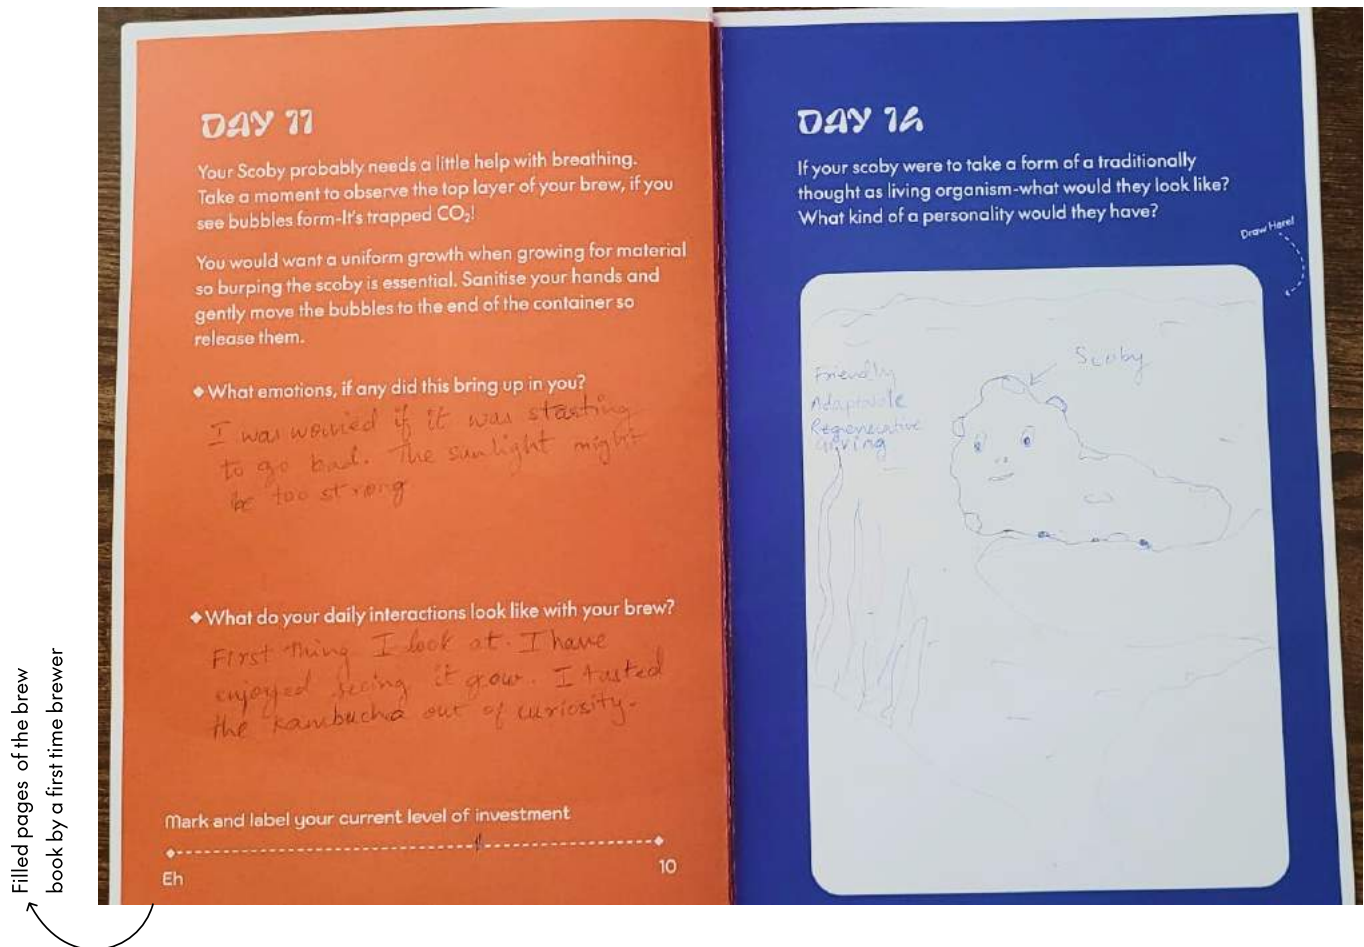 DAY 11
Your Scoby probably needs a little help with breathing.
Take a moment to observe the top layer of your brew, if you
see bubbles form-It's trapped CO₂!
You would want a uniform growth when growing for material
so burping the scoby is essential. Sanitise your hands and
gently move the bubbles to the end of the container so
release them.
◆ What emotions, if any did this bring up in you?
I was worried if it was starting
to go bad. The sunlight might
be too strong
◆ What do your daily interactions look like with your brew?
First thing I look at. I have
enjoyed seeing it grow. I tasted
the kambucha out of curiosity.
Mark and label your current level of investment
Eh
10
DAY 14
If your scoby were to take a form of a traditionally
thought as living organism-what would they look like?
What kind of a personality would they have?
Draw Here!
Scoby
Friendly
Adaptable
Regenerative
Giving
Filled pages of the brew
book by a first time brewer